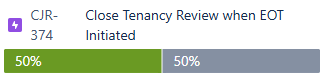 CJR- Close Tenancy Review when EOT
374 Initiated
50% 50%